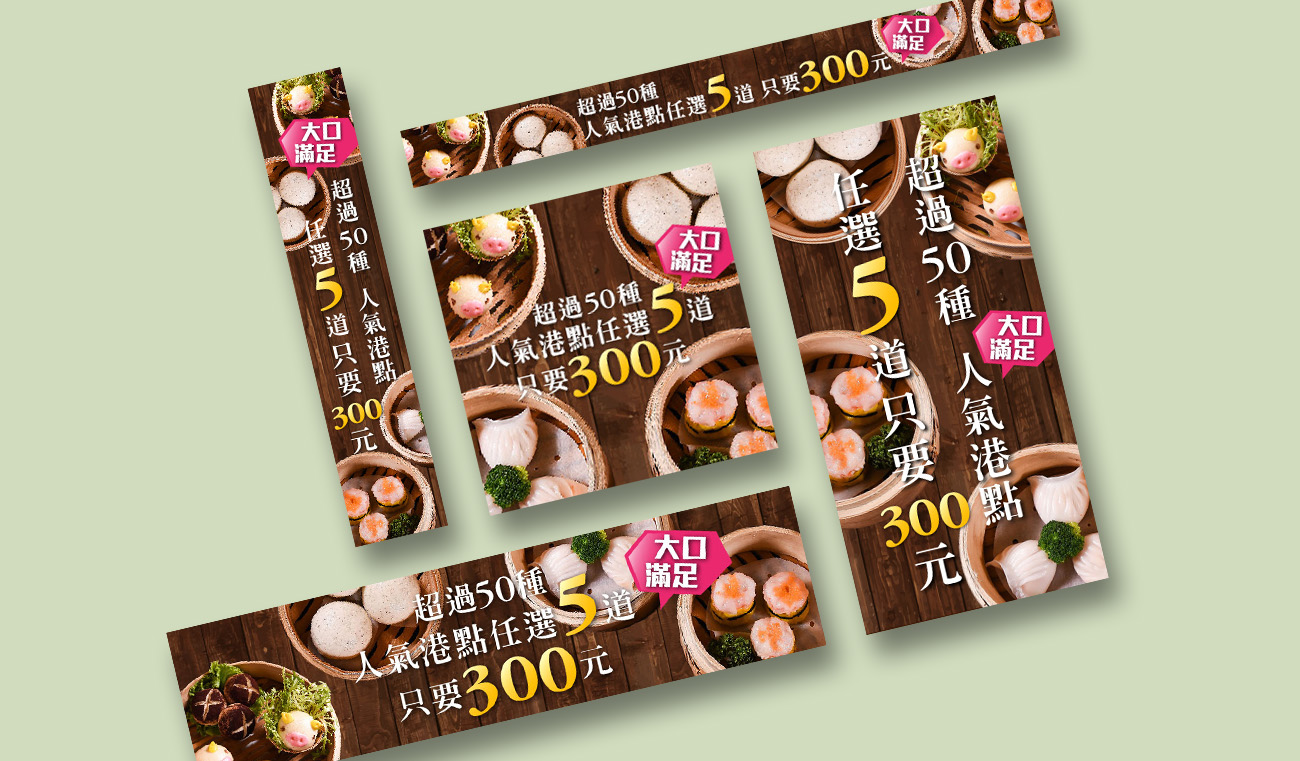 超過50種
人氣港點任選5道 只要300元
大口
滿足
大口
滿足
超過50種 人氣港點
任選5道只要300元
大口
滿足
超過50種
人氣港點任選5道
只要300元
超過50種 人氣港點
任選5道只要300元
大口
滿足
大口
滿足
超過50種
人氣港點任選5道
只要300元